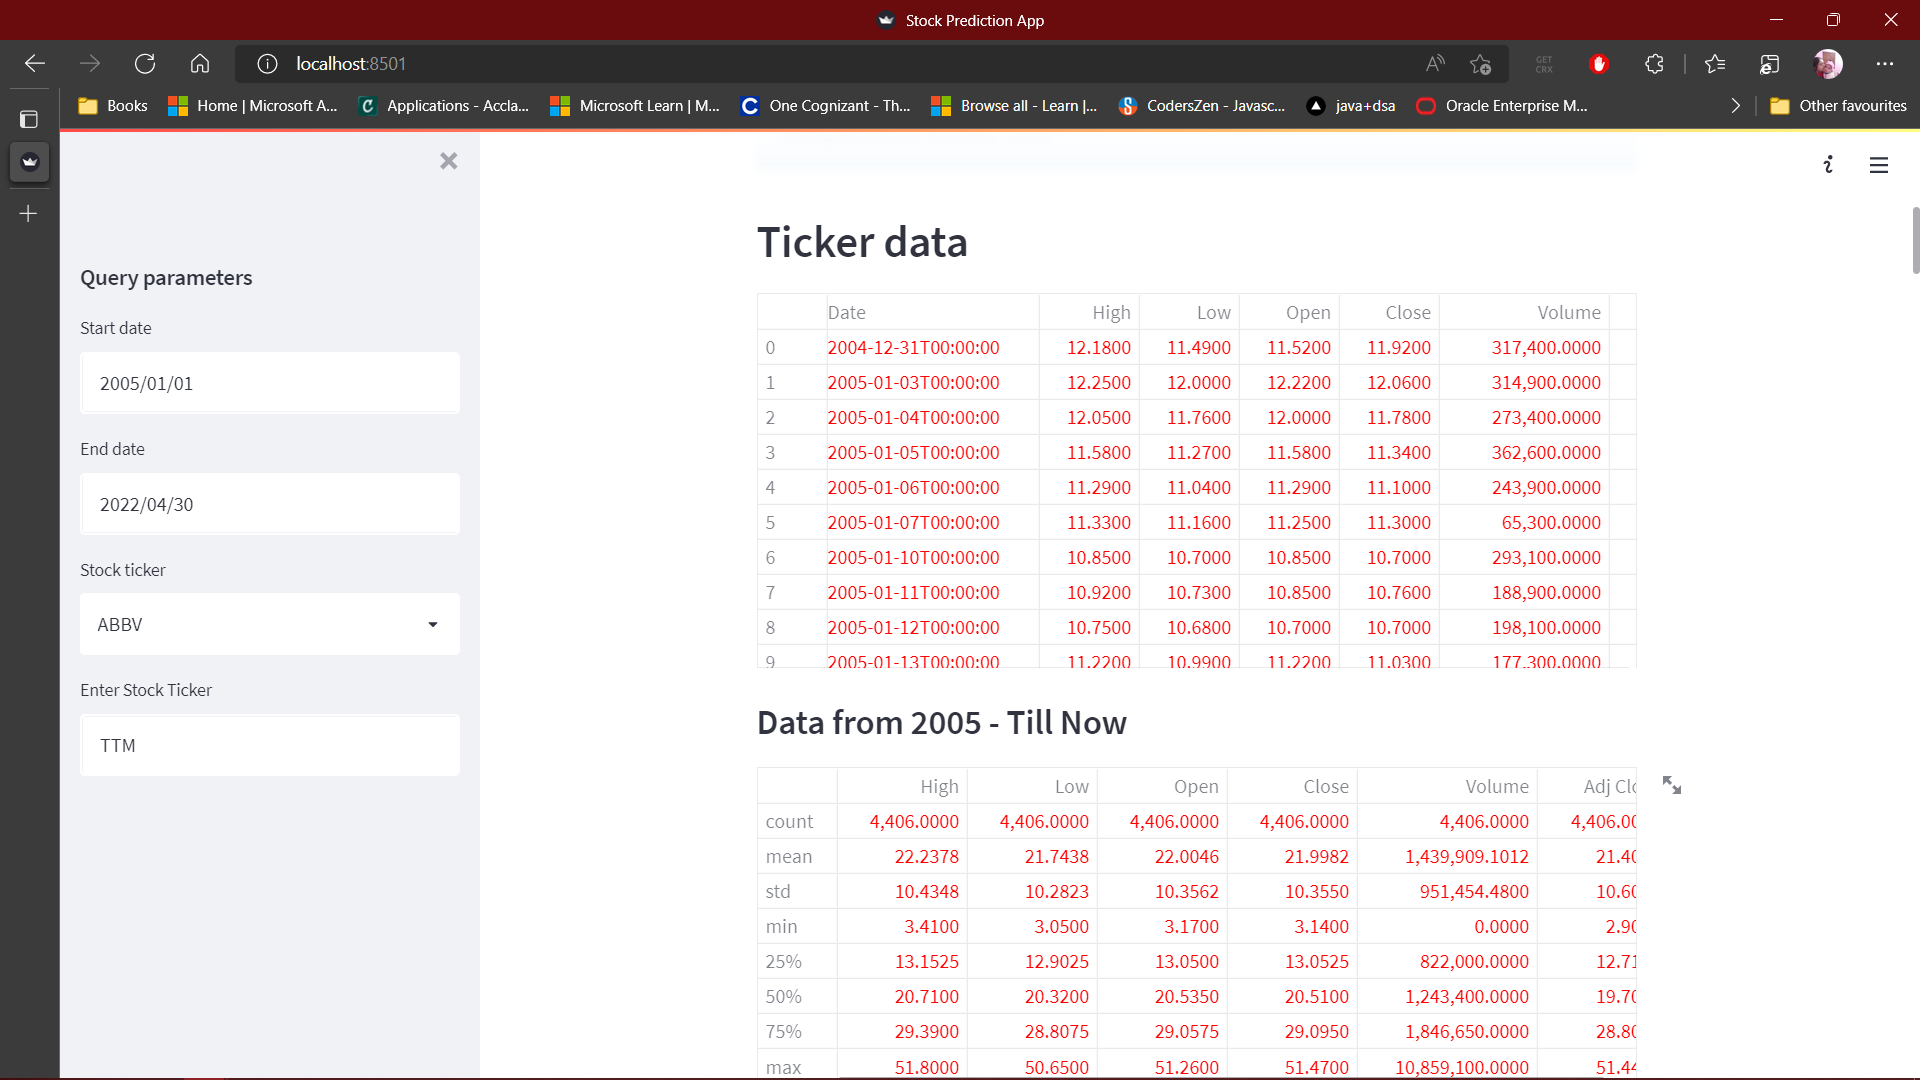 Stock Prediction App
localhost:8501
GET CRX
Books Home | Microsoft A... Applications - Accla... Microsoft Learn | M... One Cognizant - Th... Browse all - Learn |... CodersZen - Javasc... java+dsa Oracle Enterprise M... Other favourites
Query parameters
Start date
2005/01/01
End date
2022/04/30
Stock ticker
ABBV
Enter Stock Ticker
TTM
Ticker data
Date High Low Open Close Volume
0 2004-12-31T00:00:00 12.1800 11.4900 11.5200 11.9200 317,400.0000
1 2005-01-03T00:00:00 12.2500 12.0000 12.2200 12.0600 314,900.0000
2 2005-01-04T00:00:00 12.0500 11.7600 12.0000 11.7800 273,400.0000
3 2005-01-05T00:00:00 11.5800 11.2700 11.5800 11.3400 362,600.0000
4 2005-01-06T00:00:00 11.2900 11.0400 11.2900 11.1000 243,900.0000
5 2005-01-07T00:00:00 11.3300 11.1600 11.2500 11.3000 65,300.0000
6 2005-01-10T00:00:00 10.8500 10.7000 10.8500 10.7000 293,100.0000
7 2005-01-11T00:00:00 10.9200 10.7300 10.8500 10.7600 188,900.0000
8 2005-01-12T00:00:00 10.7500 10.6800 10.7000 10.7000 198,100.0000
9 2005-01-13T00:00:00 11.2200 10.9900 11.2200 11.0300 177,300.0000
Data from 2005 - Till Now
High Low Open Close Volume Adj Clo
count 4,406.0000 4,406.0000 4,406.0000 4,406.0000 4,406.0000 4,406.00
mean 22.2378 21.7438 22.0046 21.9982 1,439,909.1012 21.40
std 10.4348 10.2823 10.3562 10.3550 951,454.4800 10.60
min 3.4100 3.0500 3.1700 3.1400 0.0000 2.90
25% 13.1525 12.9025 13.0500 13.0525 822,000.0000 12.71
50% 20.7100 20.3200 20.5350 20.5100 1,243,400.0000 19.70
75% 29.3900 28.8075 29.0575 29.0950 1,846,650.0000 28.80
max 51.8000 50.6500 51.2600 51.4700 10,859,100.0000 51.44